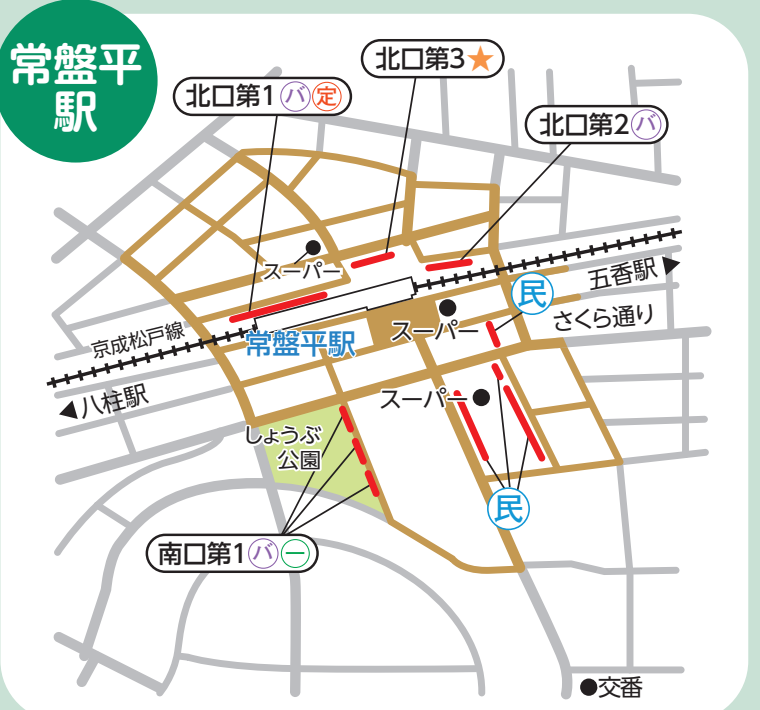 常盤平
駅
北口第3★
北口第1 バ 定
北口第2 バ
スーパー
民
五香駅▶
さくら通り
スーパー
京成松戸線
常盤平駅
◀八柱駅
スーパー
しょうぶ
公園
民
南口第1 バ 一
●交番